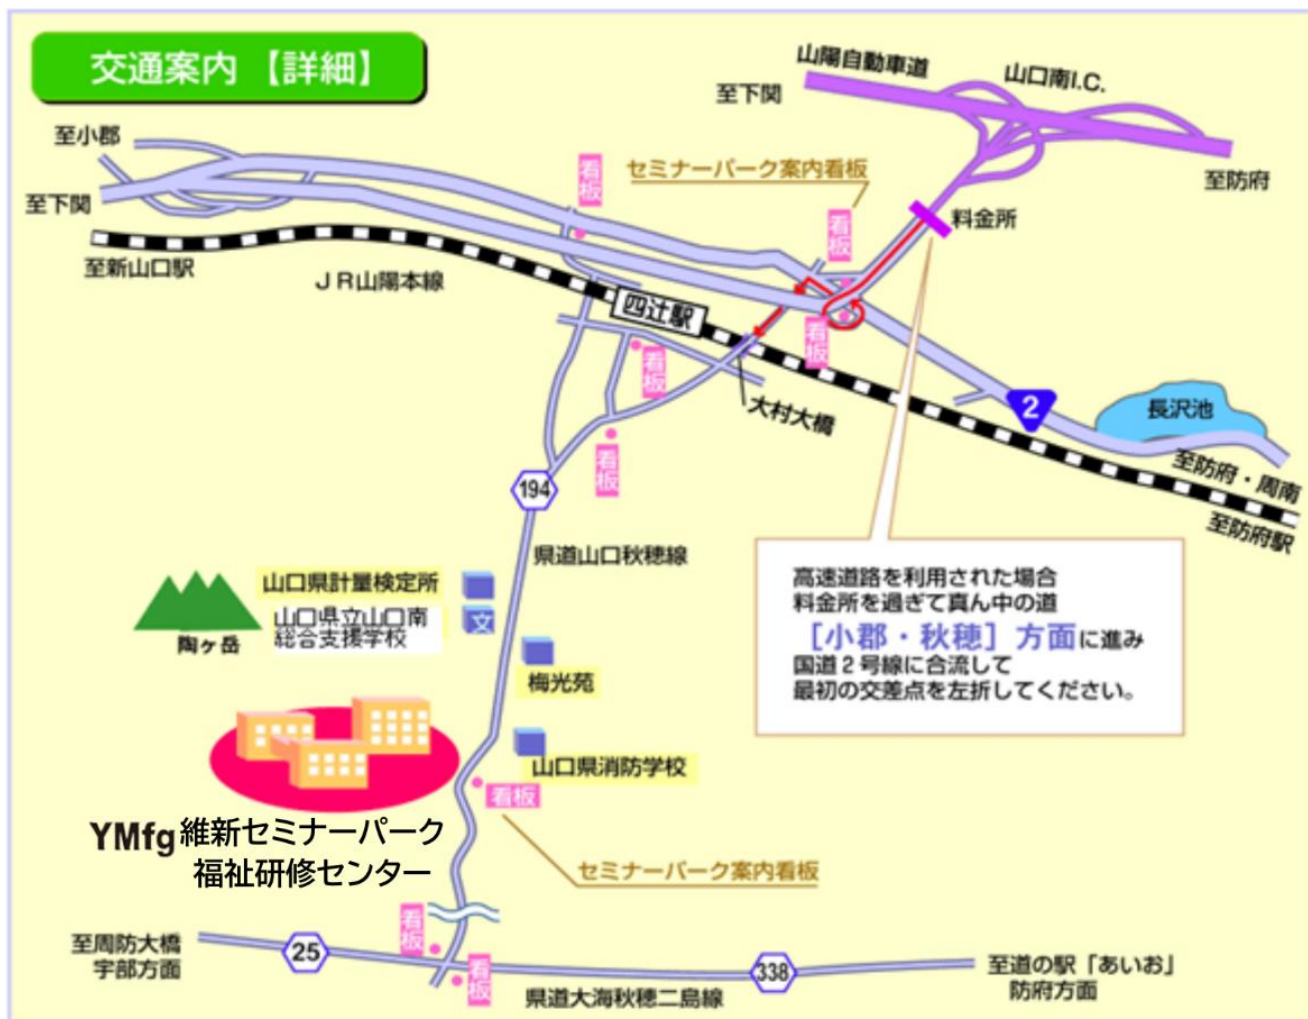 交通案内【詳細】
山陽自動車道
山口南I.C.
至下関
至防府
至小郡
至下関
看板
セミナーパーク案内看板
看板
料金所
至新山口駅
JR山陽本線
四辻駅
看板
看板
大村大橋
2
長沢池
至防府・周南
至防府駅
看板
194
県道山口秋穂線
高速道路を利用された場合
料金所を過ぎて真ん中の道
［小郡・秋穂］方面に進み
国道2号線に合流して
最初の交差点を左折してください。
陶ヶ岳
山口県計量検定所
山口県立山口南
総合支援学校
文
梅光苑
山口県消防学校
看板
YMfg維新セミナーパーク
福祉研修センター
セミナーパーク案内看板
看板
至周防大橋
宇部方面
25
看板
県道大海秋穂二島線
338
至道の駅「あいお」
防府方面